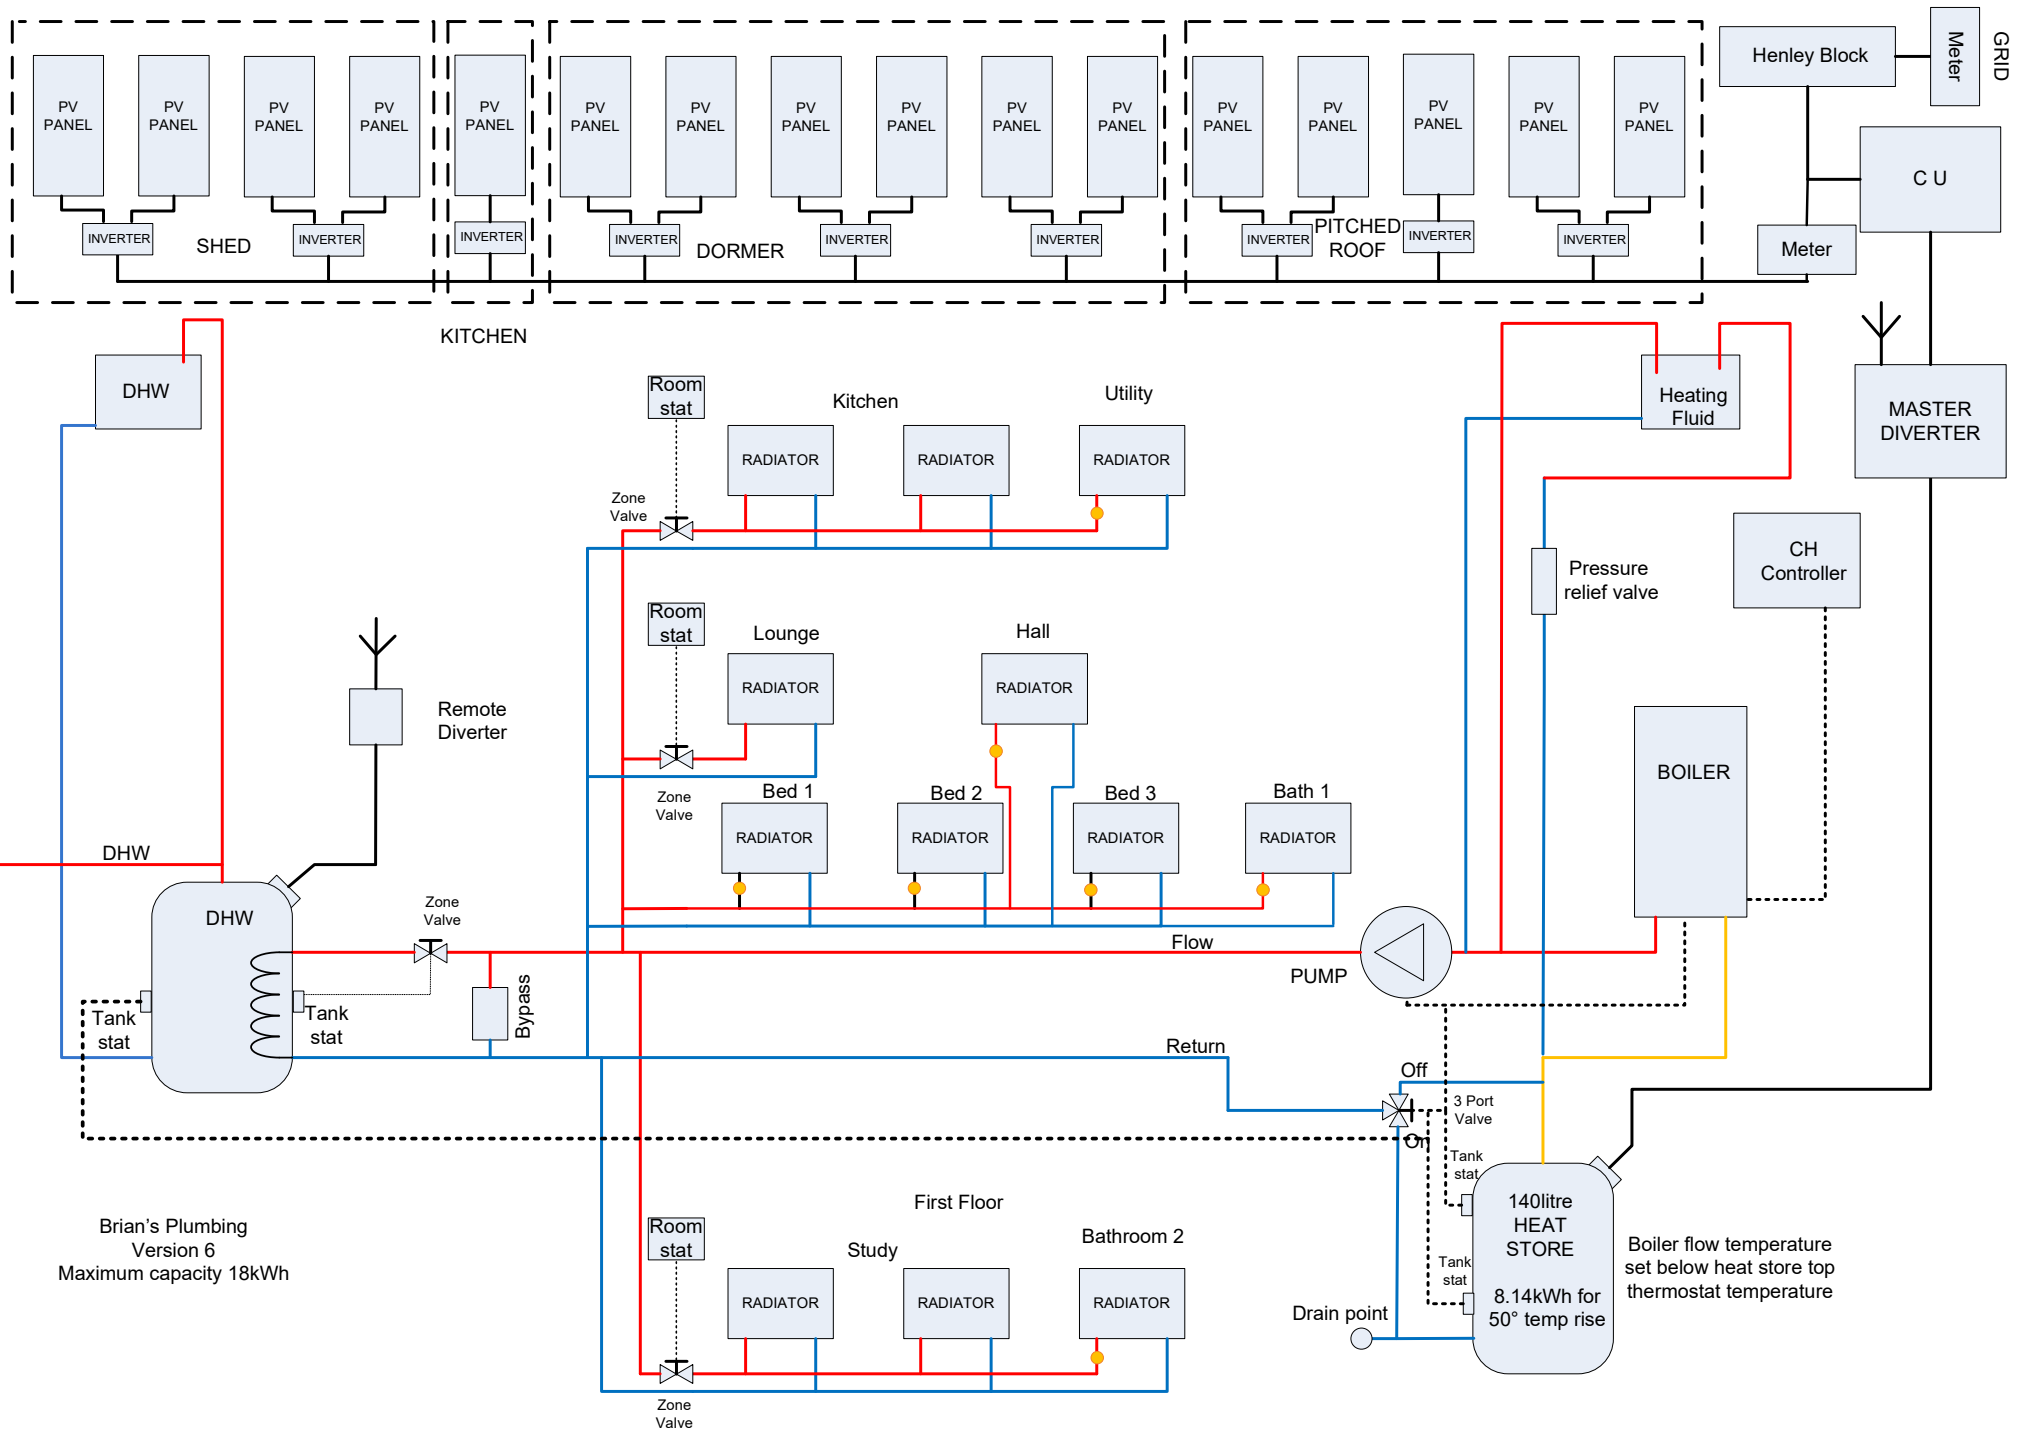 PV
PANEL
PV
PANEL
PV
PANEL
PV
PANEL
PV
PANEL
PV
PANEL
PV
PANEL
PV
PANEL
PV
PANEL
PV
PANEL
PV
PANEL
PV
PANEL
PV
PANEL
PV
PANEL
PV
PANEL
PV
PANEL
Henley Block
Meter
GRID
C U
Meter
INVERTER
SHED
INVERTER
INVERTER
INVERTER
DORMER
INVERTER
INVERTER
INVERTER
PITCHED
ROOF
INVERTER
INVERTER
KITCHEN
DHW
Room
stat
Kitchen
Utility
RADIATOR
RADIATOR
RADIATOR
Zone
Valve
Heating
Fluid
MASTER
DIVERTER
CH
Controller
Pressure
relief valve
Room
stat
Lounge
Hall
RADIATOR
RADIATOR
Zone
Valve
Remote
Diverter
BOILER
Bed 1
Bed 2
Bed 3
Bath 1
RADIATOR
RADIATOR
RADIATOR
RADIATOR
DHW
DHW
Zone
Valve
Flow
PUMP
Bypass
Tank
stat
Tank
stat
Return
Off
3 Port
Valve
On
Tank
stat
140litre
HEAT
STORE
8.14kWh for
50° temp rise
Tank
stat
Boiler flow temperature
set below heat store top
thermostat temperature
Drain point
Brian's Plumbing
Version 6
Maximum capacity 18kWh
First Floor
Room
stat
Study
Bathroom 2
RADIATOR
RADIATOR
RADIATOR
Zone
Valve